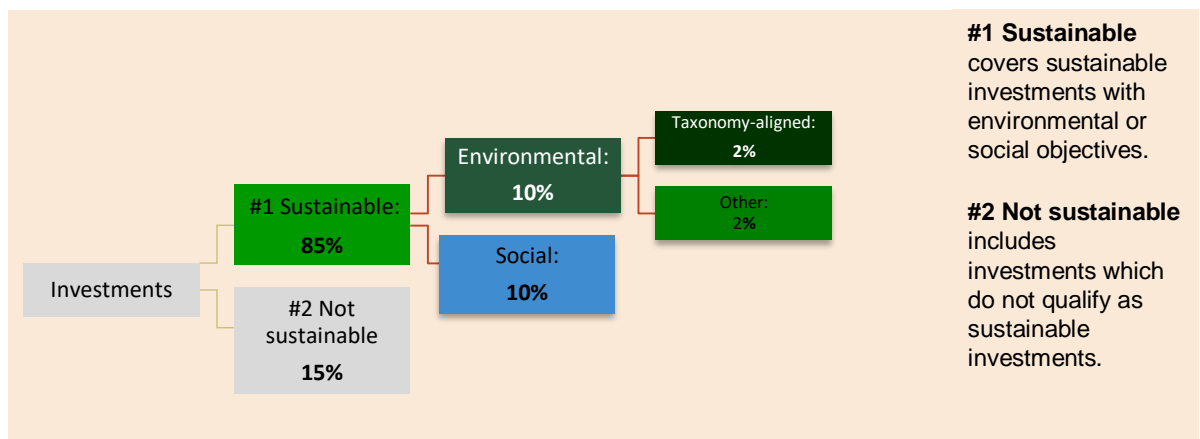 Investments
#1 Sustainable:
85%
#2 Not
sustainable
15%
Environmental:
10%
Social:
10%
Taxonomy-aligned:
2%
Other:
2%
#1 Sustainable
covers sustainable
investments with
environmental or
social objectives.
#2 Not sustainable
includes
investments which
do not qualify as
sustainable
investments.